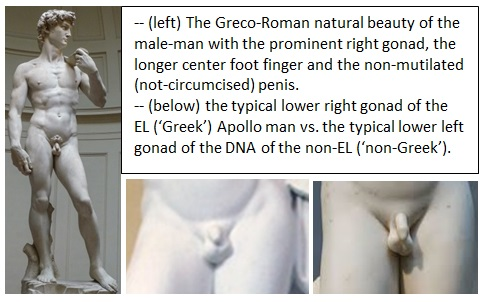 -- (left) The Greco-Roman natural beauty of the
male-man with the prominent right gonad, the
longer center foot finger and the non-mutilated
(not-circumcised) penis.
-- (below) the typical lower right gonad of the
EL (‘Greek’) Apollo man vs. the typical lower left
gonad of the DNA of the non-EL (‘non-Greek’).